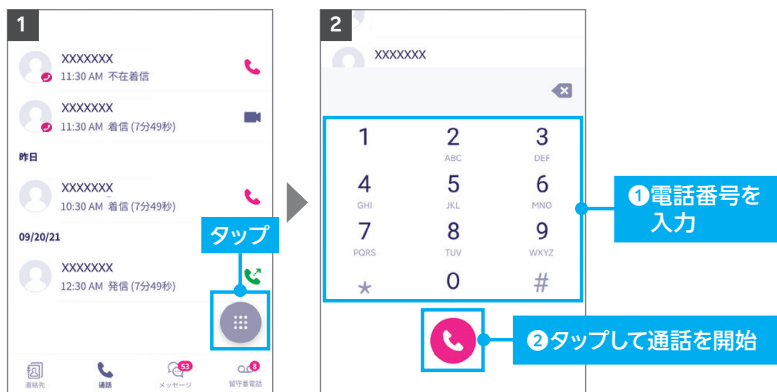 1
XXXXXXX
11:30 AM 不在着信
XXXXXXX
11:30 AM 着信 (7分49秒)
昨日
XXXXXXX
10:30 AM 着信 (7分49秒)
09/20/21
タップ
XXXXXXX
12:30 AM 発信 (7分49秒)
連絡先
通話
53
メッセージ
8
留守番電話
2
XXXXXXX
1
2
ABC
3
DEF
4
GHI
5
JKL
6
MNO
7
PQRS
8
TUV
9
WXYZ
*
0
#
❶電話番号を
入力
❷タップして通話を開始